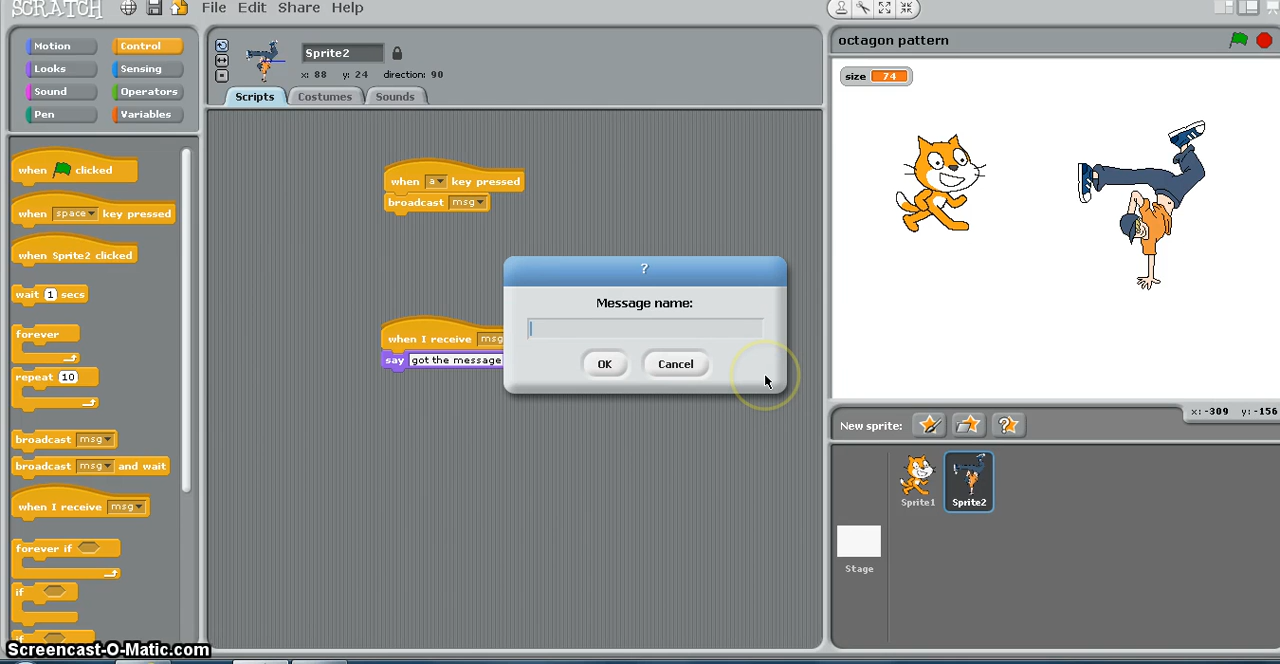 SCRATCH
File Edit Share Help
Motion Control
Looks Sensing
Sound Operators
Pen Variables
when clicked
when space key pressed
when Sprite2 clicked
wait 1 secs
forever
repeat 10
broadcast msg
broadcast msg and wait
when I receive msg
forever if
if
if
Sprite2
x: 88 y: 24 direction: 90
Scripts Costumes Sounds
when a key pressed
broadcast msg
when I receive msg
say got the message
?
Message name:
OK Cancel
octagon pattern
size 74
x: -309 y: -156
New sprite:
Sprite1 Sprite2
Stage
Screencast-O-Matic.com